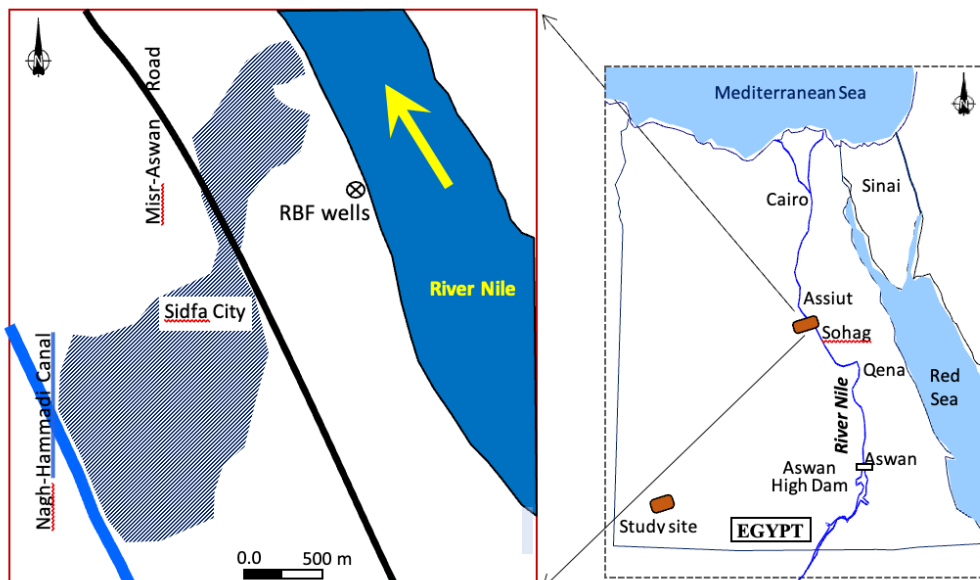 N
Misr-Aswan Road
RBF wells
River Nile
Sidfa City
Nagh-Hammadi Canal
0.0 500 m
N
Mediterranean Sea
Sinai
Cairo
Assiut
Sohag
Qena
Red
Sea
River Nile
Aswan
Aswan
High Dam
Study site
EGYPT